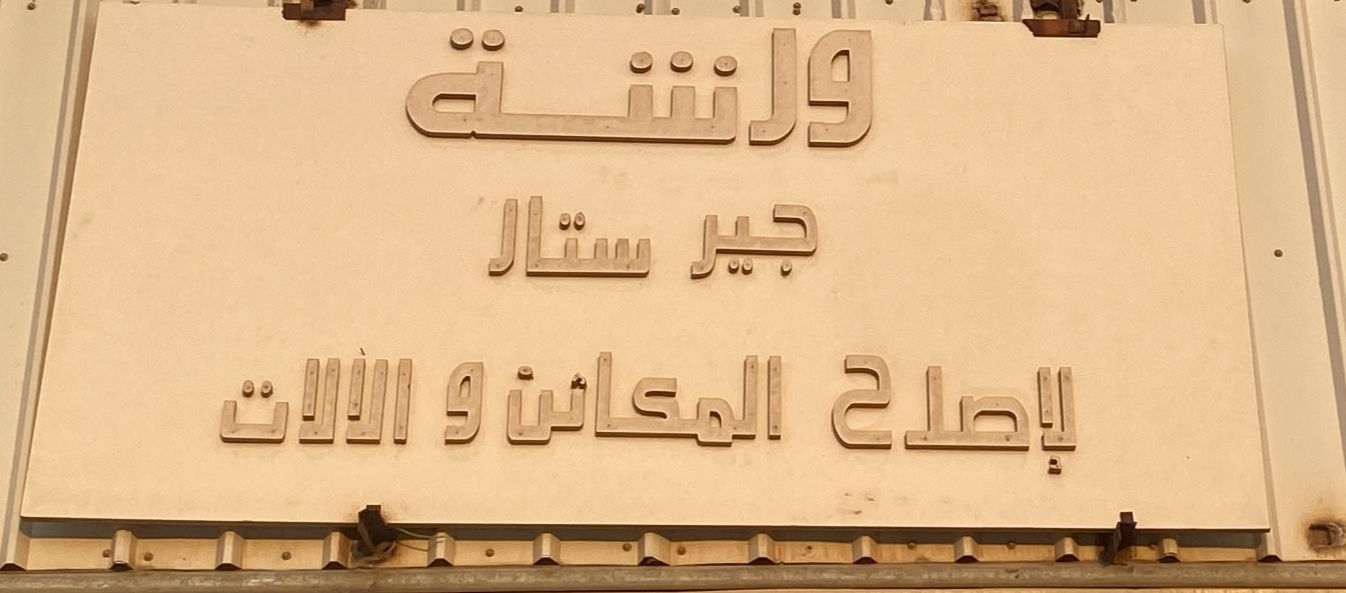 ورشة
جير ستار
لإصلاح المكائن و الالات